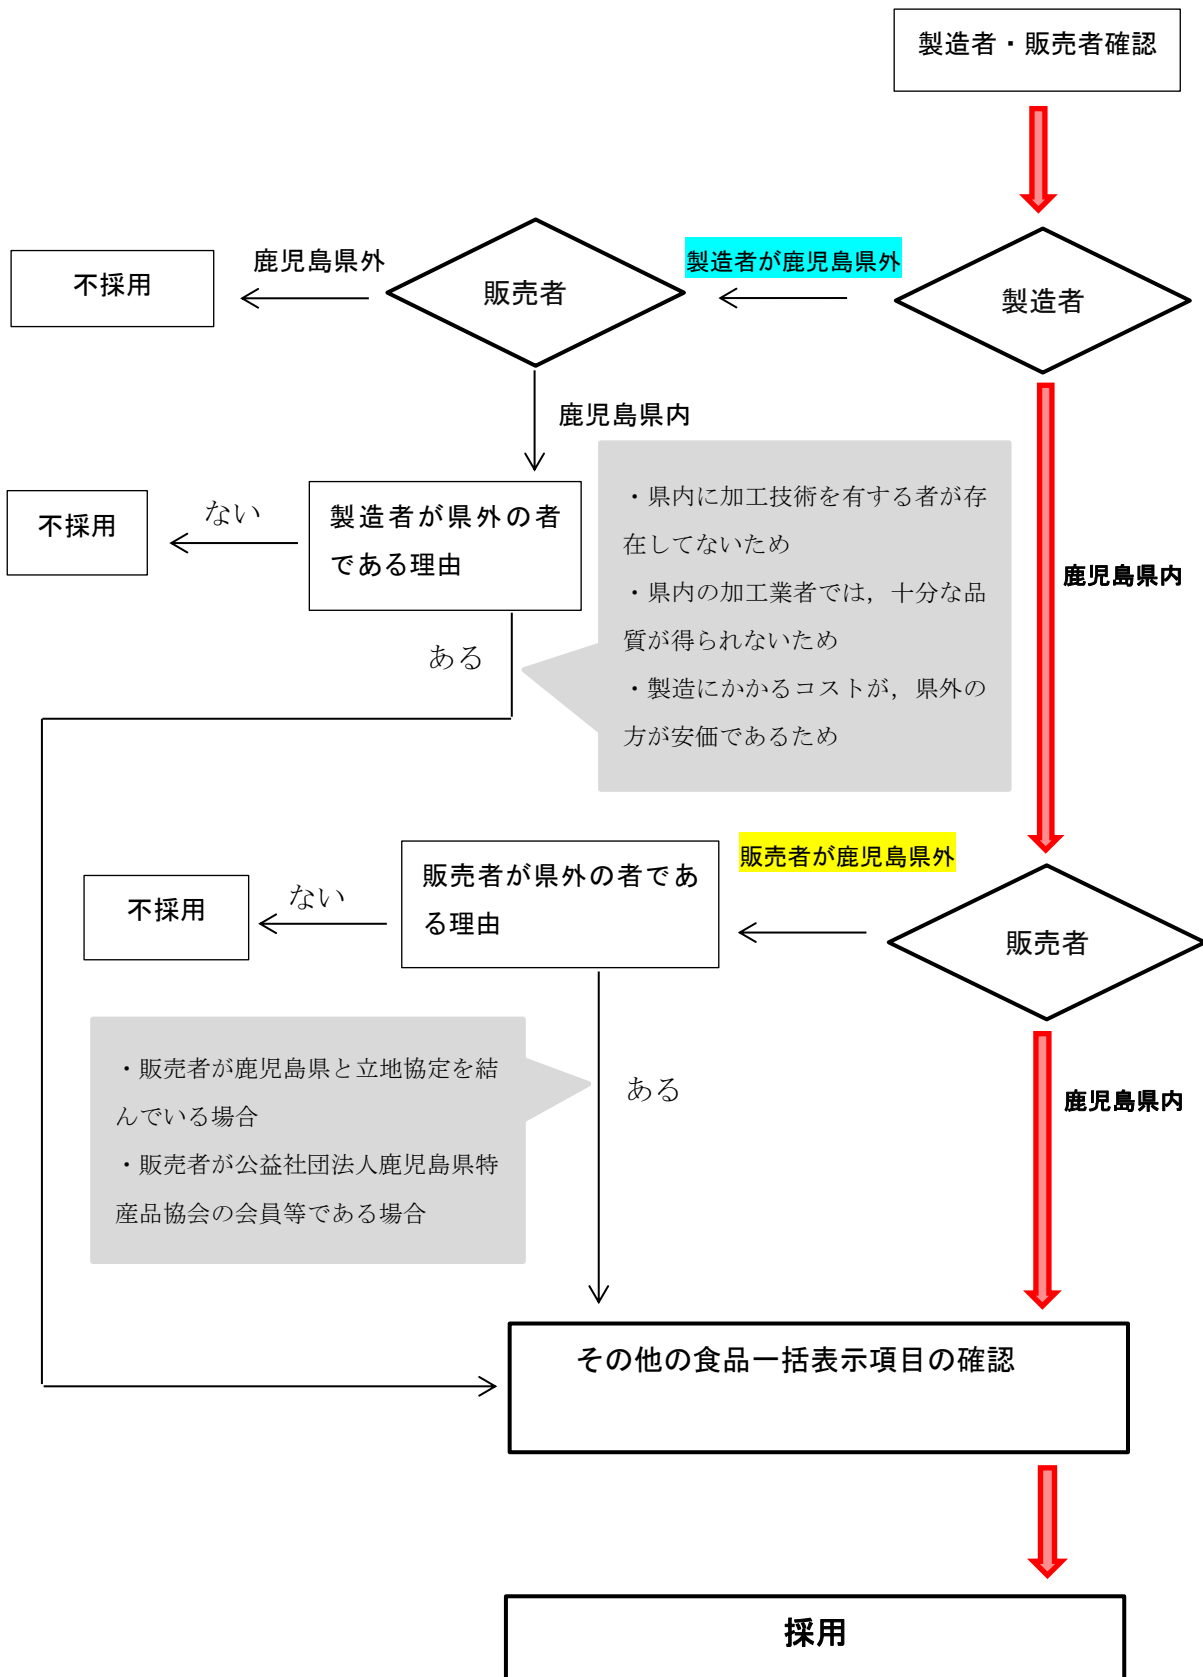 製造者・販売者確認
鹿児島県外
製造者が鹿児島県外
不採用
販売者
製造者
鹿児島県内
ない
不採用
製造者が県外の者
である理由
・県内に加工技術を有する者が存
在してないため
・県内の加工業者では，十分な品
質が得られないため
・製造にかかるコストが，県外の
方が安価であるため
鹿児島県内
ある
販売者が鹿児島県外
ない
不採用
販売者が県外の者であ
る理由
販売者
・販売者が鹿児島県と立地協定を結
んでいる場合
・販売者が公益社団法人鹿児島県特
産品協会の会員等である場合
ある
鹿児島県内
その他の食品一括表示項目の確認
採用